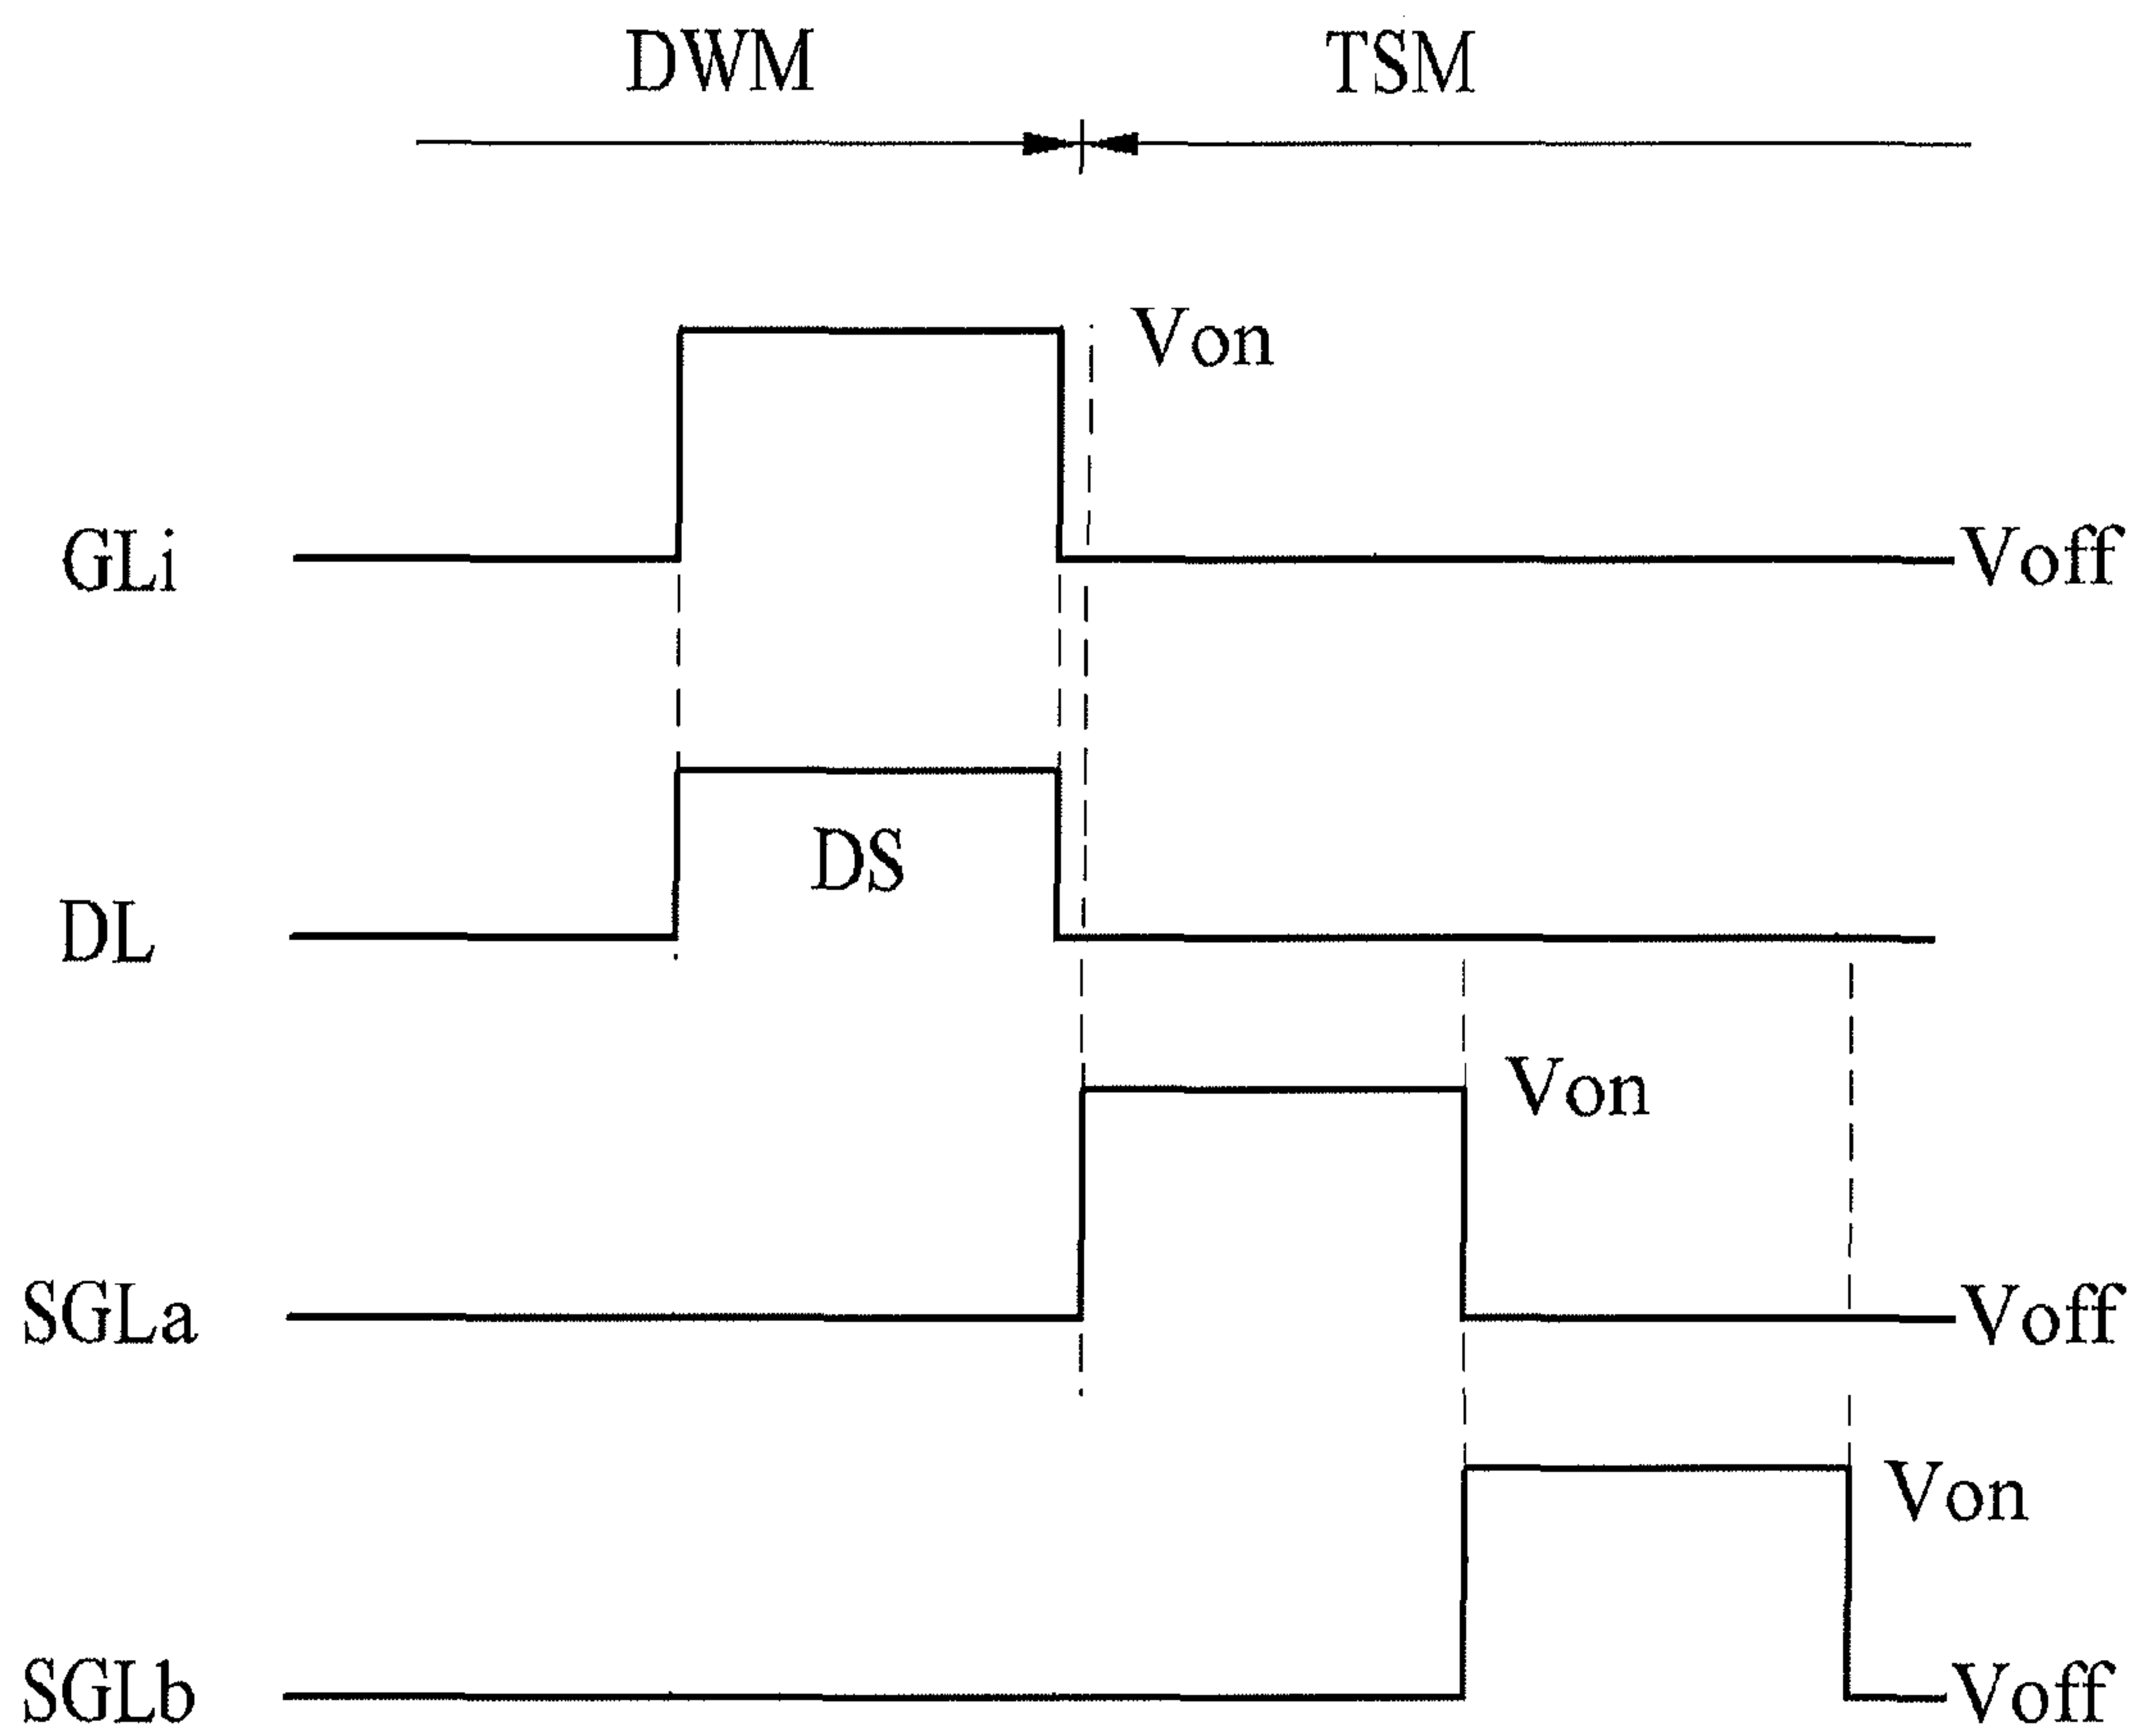 DWM TSM
Von
GLi Voff
DS
DL
Von
SGLa Voff
Von
SGLb Voff